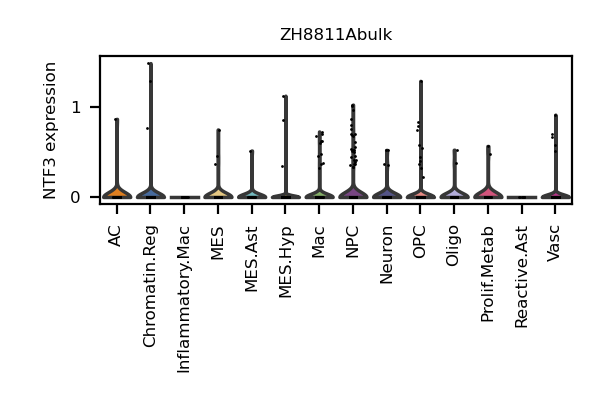 ZH8811Abulk
NTF3 expression
1
0
AC
Chromatin.Reg
Inflammatory.Mac
MES
MES.Ast
MES.Hyp
Mac
NPC
Neuron
OPC
Oligo
Prolif.Metab
Reactive.Ast
Vasc